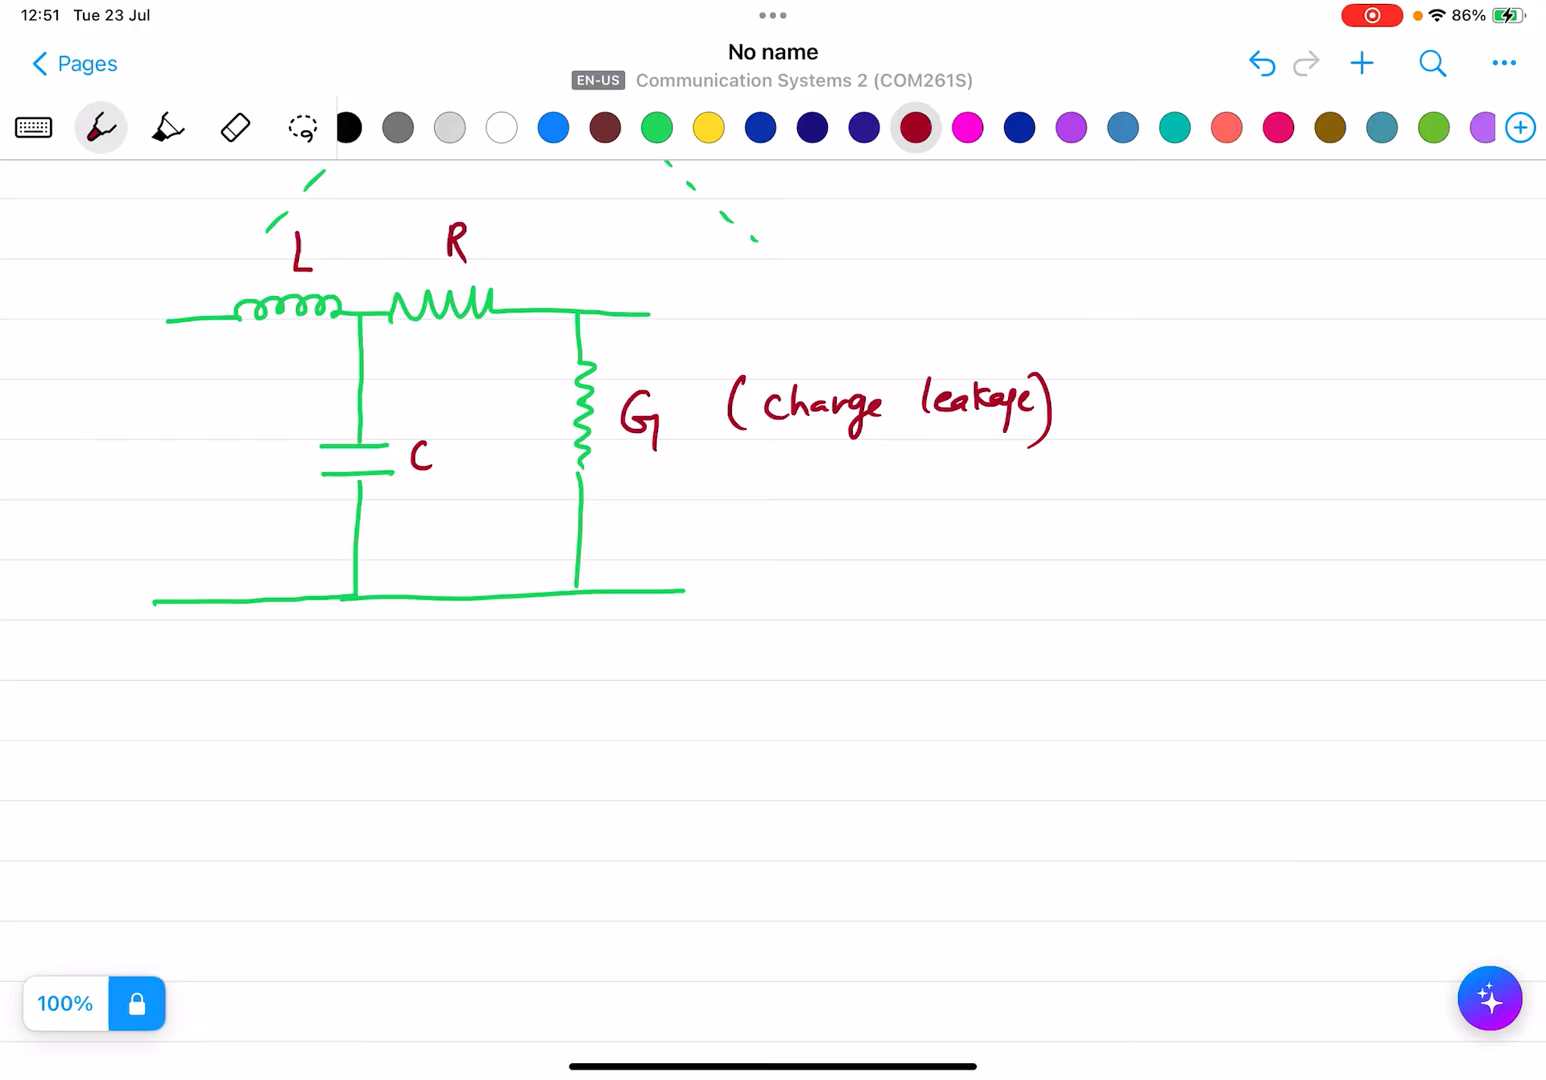 12:51 Tue 23 Jul
86%
Pages
No name
EN-US Communication Systems 2 (COM261S)
L
R
G (charge leakage)
C
100%